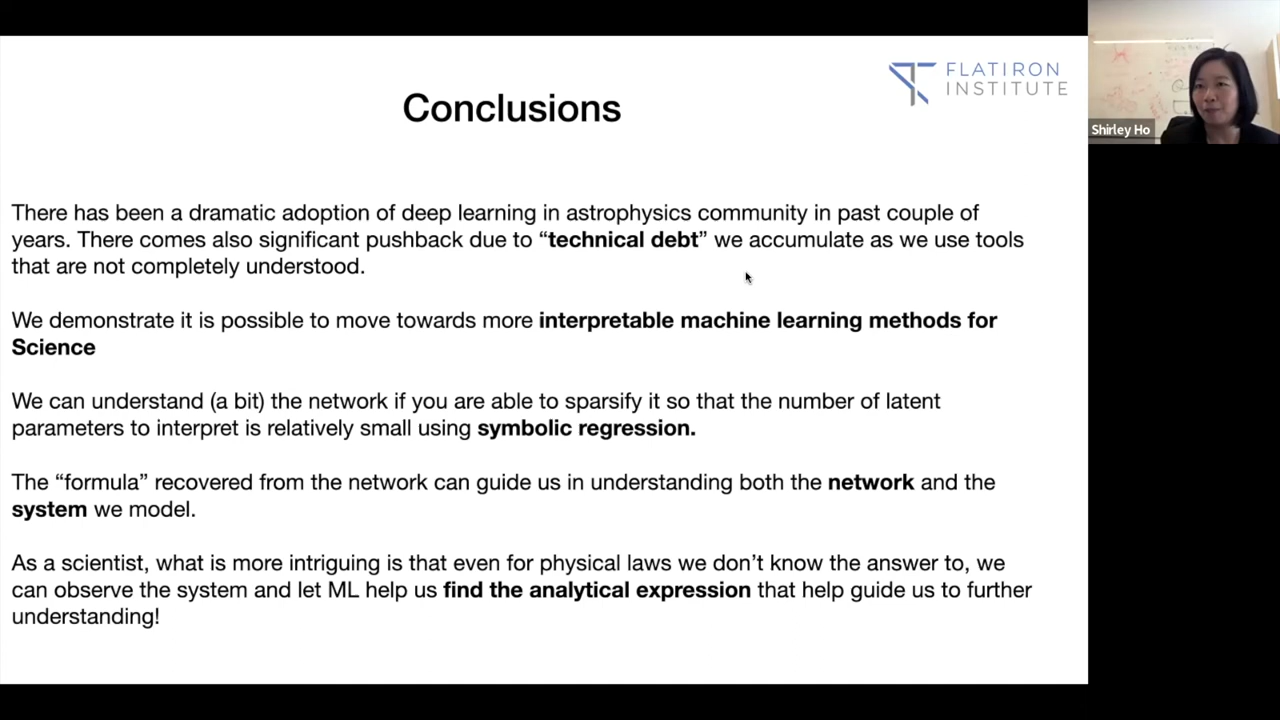 FLATIRON
INSTITUTE
Conclusions
Shirley Ho
There has been a dramatic adoption of deep learning in astrophysics community in past couple of
years. There comes also significant pushback due to “technical debt” we accumulate as we use tools
that are not completely understood.
We demonstrate it is possible to move towards more interpretable machine learning methods for
Science
We can understand (a bit) the network if you are able to sparsify it so that the number of latent
parameters to interpret is relatively small using symbolic regression.
The “formula” recovered from the network can guide us in understanding both the network and the
system we model.
As a scientist, what is more intriguing is that even for physical laws we don’t know the answer to, we
can observe the system and let ML help us find the analytical expression that help guide us to further
understanding!